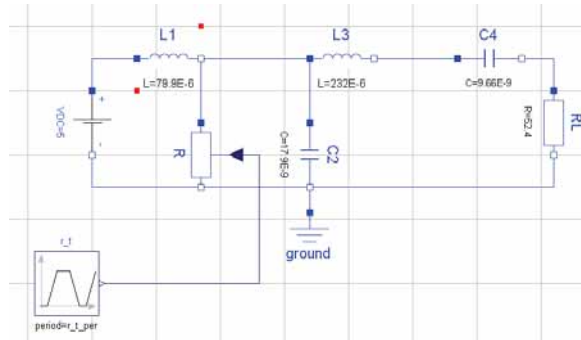 L1
L3
C4
L=79.9E-6
L=232E-6
C=9.66E-9
+
VDC=5
-
R
C=17.9E-9
C2
R=52.4
RL
ground
r_t
period=r_t_per